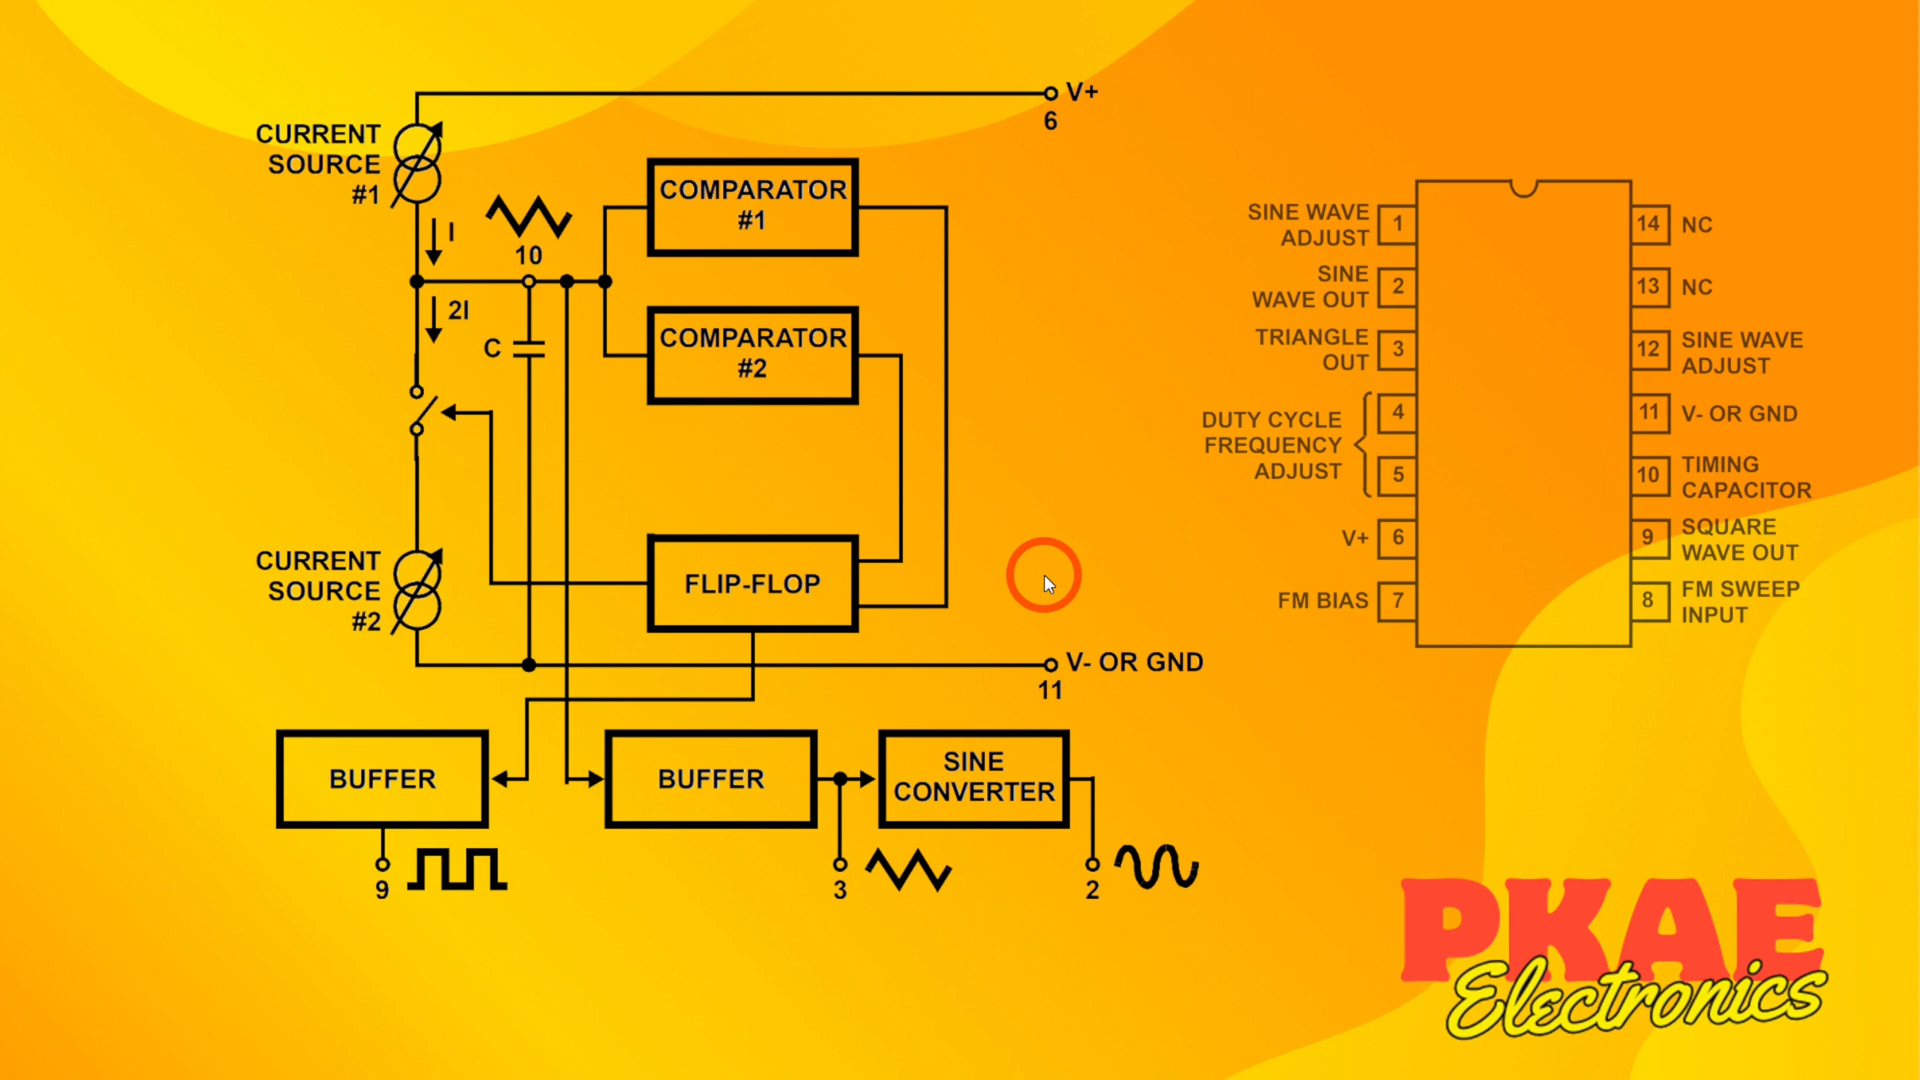 V+
6
CURRENT
SOURCE
#1
I
10
2I
C
COMPARATOR
#1
COMPARATOR
#2
CURRENT
SOURCE
#2
FLIP-FLOP
V- OR GND
11
BUFFER
BUFFER
SINE
CONVERTER
9
3
2
SINE WAVE
ADJUST
1
SINE
WAVE OUT
2
TRIANGLE
OUT
3
DUTY CYCLE
FREQUENCY
ADJUST
4
5
V+ 6
FM BIAS 7
14 NC
13 NC
12
SINE WAVE
ADJUST
11 V- OR GND
10
TIMING
CAPACITOR
9
SQUARE
WAVE OUT
8
FM SWEEP
INPUT
PKAE
Electronics